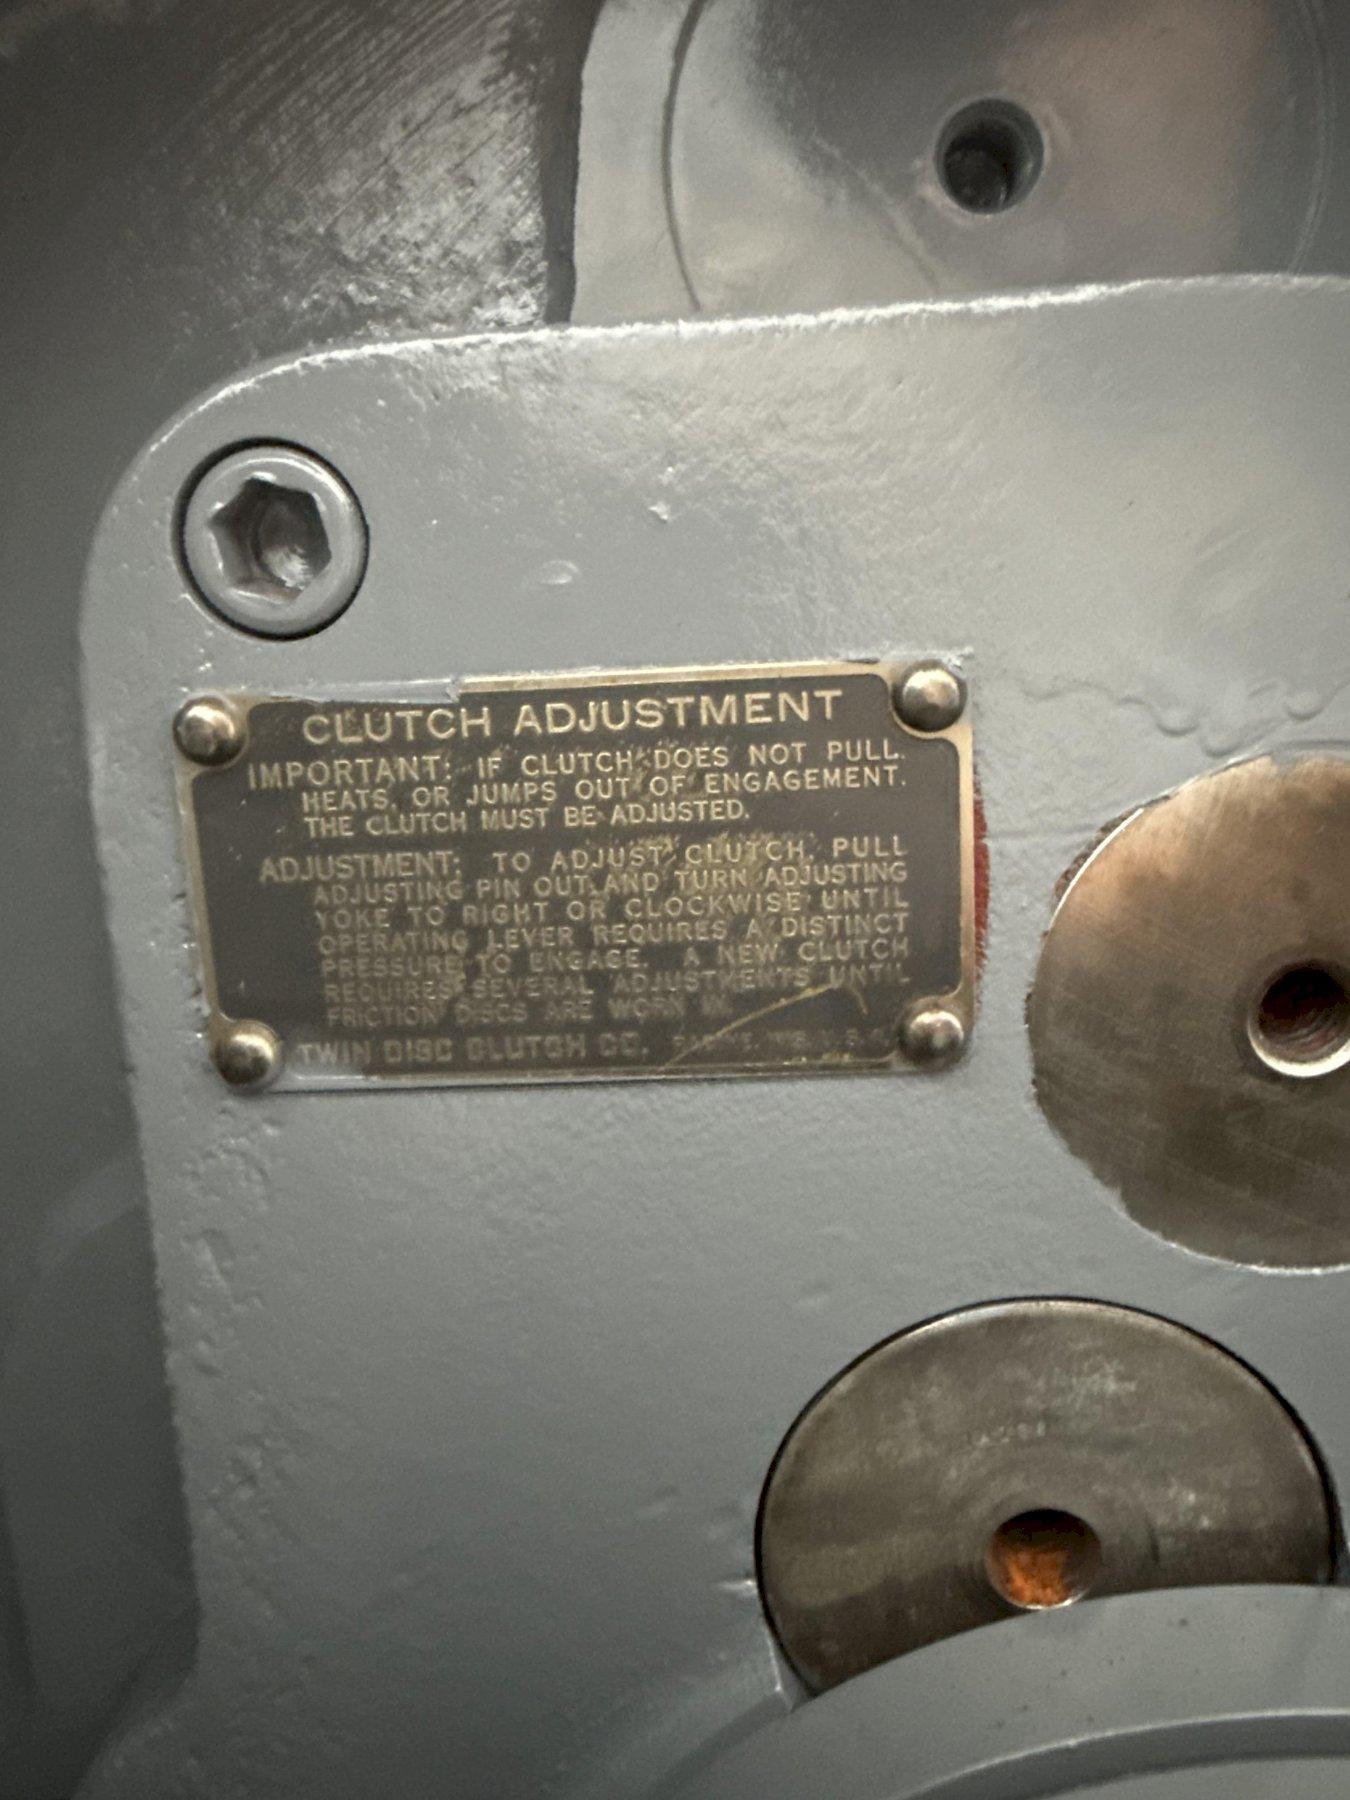 CLUTCH ADJUSTMENT
IMPORTANT: IF CLUTCH DOES NOT PULL.
HEATS, OR JUMPS OUT OF ENGAGEMENT.
THE CLUTCH MUST BE ADJUSTED.
ADJUSTMENT: TO ADJUST CLUTCH, PULL
ADJUSTING PIN OUT AND TURN ADJUSTING
YOKE TO RIGHT OR CLOCKWISE UNTIL
OPERATING LEVER REQUIRES A DISTINCT
PRESSURE TO ENGAGE. A NEW CLUTCH
REQUIRES SEVERAL ADJUSTMENTS UNTIL
FRICTION DISCS ARE WORN IN.
TWIN DISC CLUTCH CO. RACINE, WIS. U.S.A.